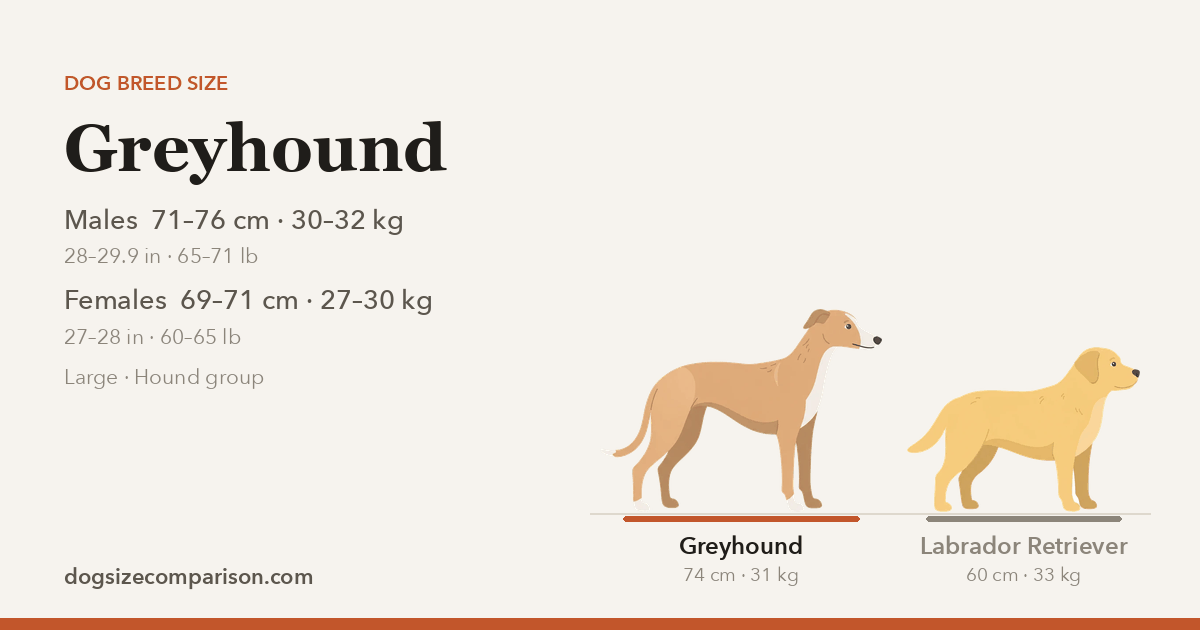 DOG BREED SIZE
Greyhound
Males 71–76 cm · 30–32 kg
28–29.9 in · 65–71 lb
Females 69–71 cm · 27–30 kg
27–28 in · 60–65 lb
Large · Hound group
Greyhound
74 cm · 31 kg
Labrador Retriever
60 cm · 33 kg
dogsizecomparison.com